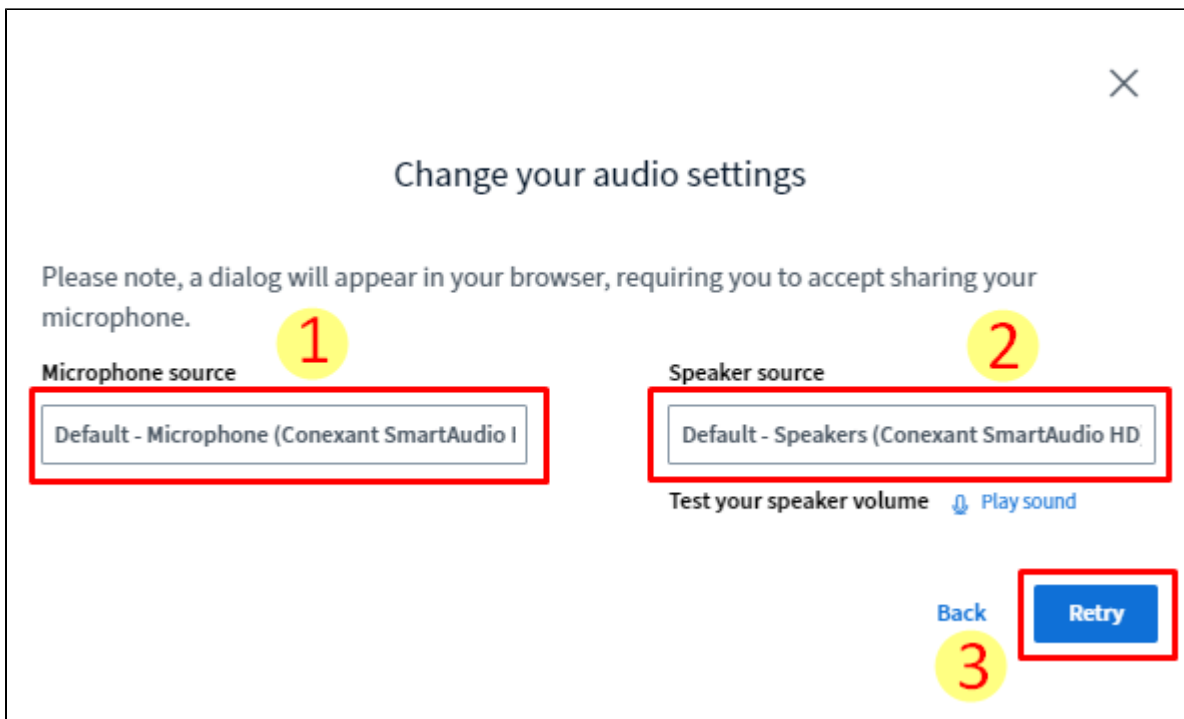 Change your audio settings
Please note, a dialog will appear in your browser, requiring you to accept sharing your
microphone.
1
2
Microphone source
Speaker source
Default - Microphone (Conexant SmartAudio
Default - Speakers (Conexant SmartAudio HD)
Test your speaker volume Play sound
Back
Retry
3